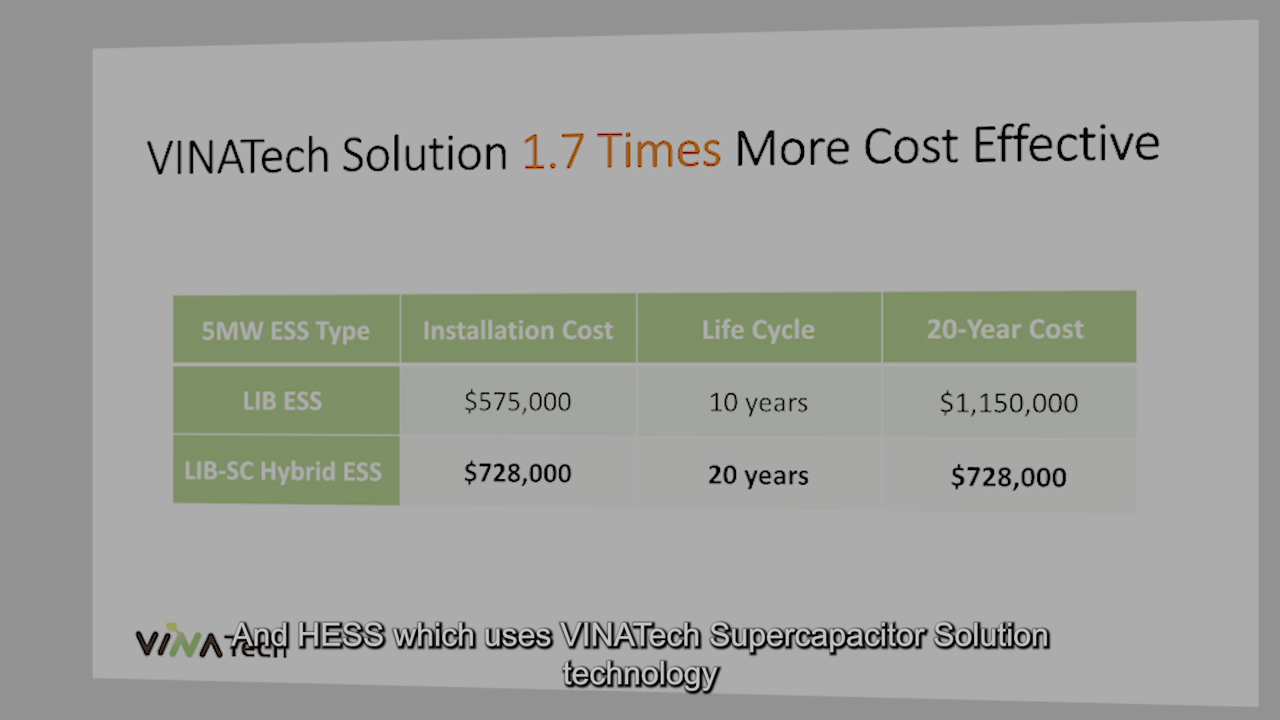 VINATech Solution 1.7 Times More Cost Effective
5MW ESS Type Installation Cost Life Cycle 20-Year Cost
LIB ESS $575,000 10 years $1,150,000
LIB-SC Hybrid ESS $728,000 20 years $728,000
VINATech
And HESS which uses VINATech Supercapacitor Solution
technology